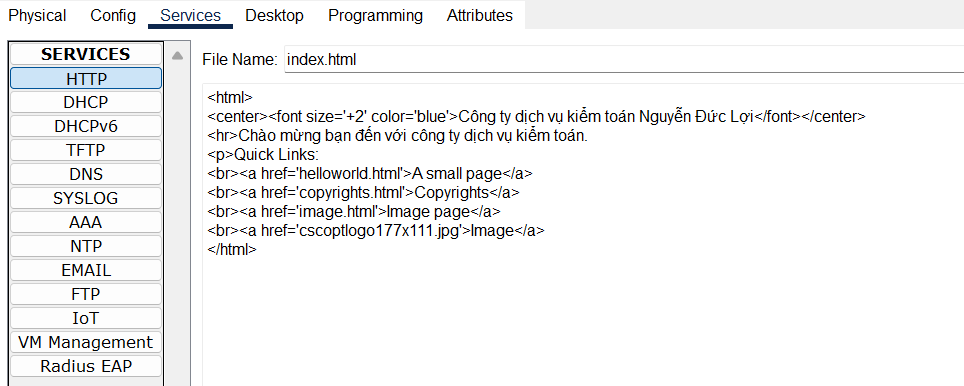 Physical Config Services Desktop Programming Attributes
SERVICES
HTTP
DHCP
DHCPv6
TFTP
DNS
SYSLOG
AAA
NTP
EMAIL
FTP
IoT
VM Management
Radius EAP
File Name: index.html
<html>
<center><font size='+2' color='blue'>Công ty dịch vụ kiểm toán Nguyễn Đức Lợi</font></center>
<hr>Chào mừng bạn đến với công ty dịch vụ kiểm toán.
<p>Quick Links:
<br><a href='helloworld.html'>A small page</a>
<br><a href='copyrights.html'>Copyrights</a>
<br><a href='image.html'>Image page</a>
<br><a href='cscoptlogo177x111.jpg'>Image</a>
</html>